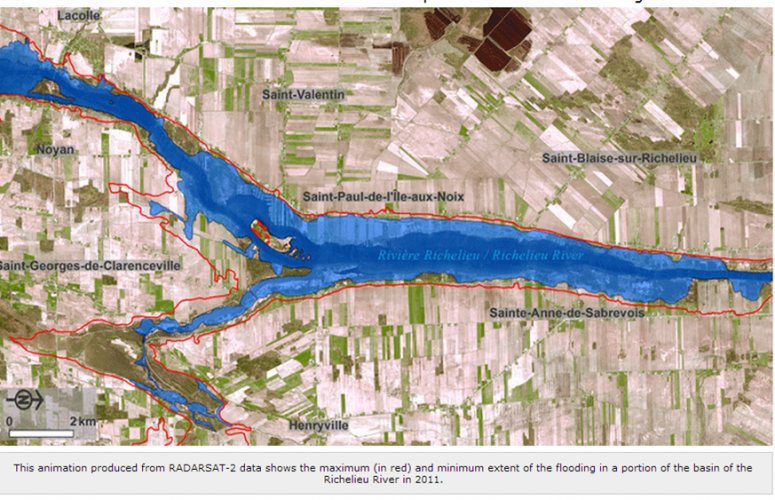 Lacolle
Saint-Valentin
Noyan
Saint-Blaise-sur-Richelieu
Saint-Paul-de-l'Île-aux-Noix
Rivière Richelieu / Richelieu River
Saint-Georges-de-Clarenceville
Sainte-Anne-de-Sabrevois
N
0 2 km
Henryville
This animation produced from RADARSAT-2 data shows the maximum (in red) and minimum extent of the flooding in a portion of the basin of the
Richelieu River in 2011.